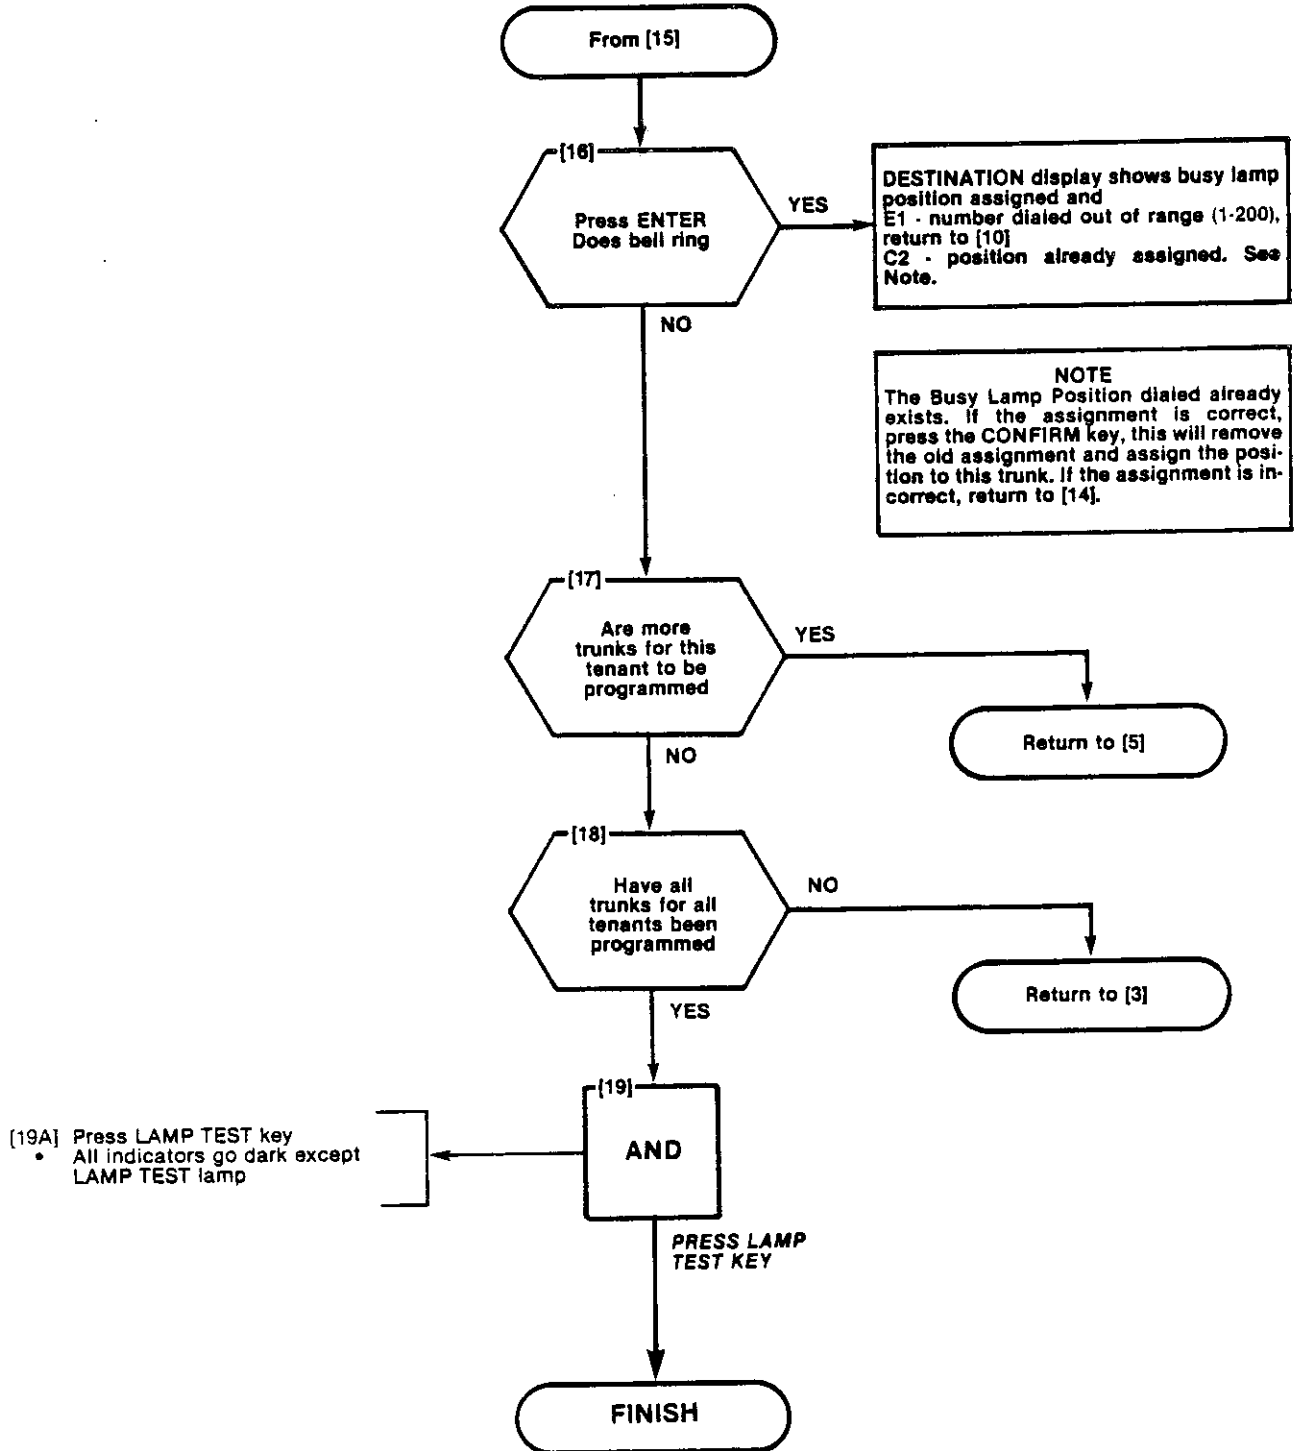 From [15]
[16]
Press ENTER
Does bell ring
YES
DESTINATION display shows busy lamp
position assigned and
E1 - number dialed out of range (1-200),
return to [10]
C2 - position already assigned. See
Note.
NO
NOTE
The Busy Lamp Position dialed already
exists. If the assignment is correct,
press the CONFIRM key, this will remove
the old assignment and assign the posi-
tion to this trunk. If the assignment is in-
correct, return to [14].
[17]
Are more
trunks for this
tenant to be
programmed
YES
Return to [5]
NO
[18]
Have all
trunks for all
tenants been
programmed
NO
Return to [3]
YES
[19]
AND
[19A] Press LAMP TEST key
• All indicators go dark except
LAMP TEST lamp
PRESS LAMP
TEST KEY
FINISH